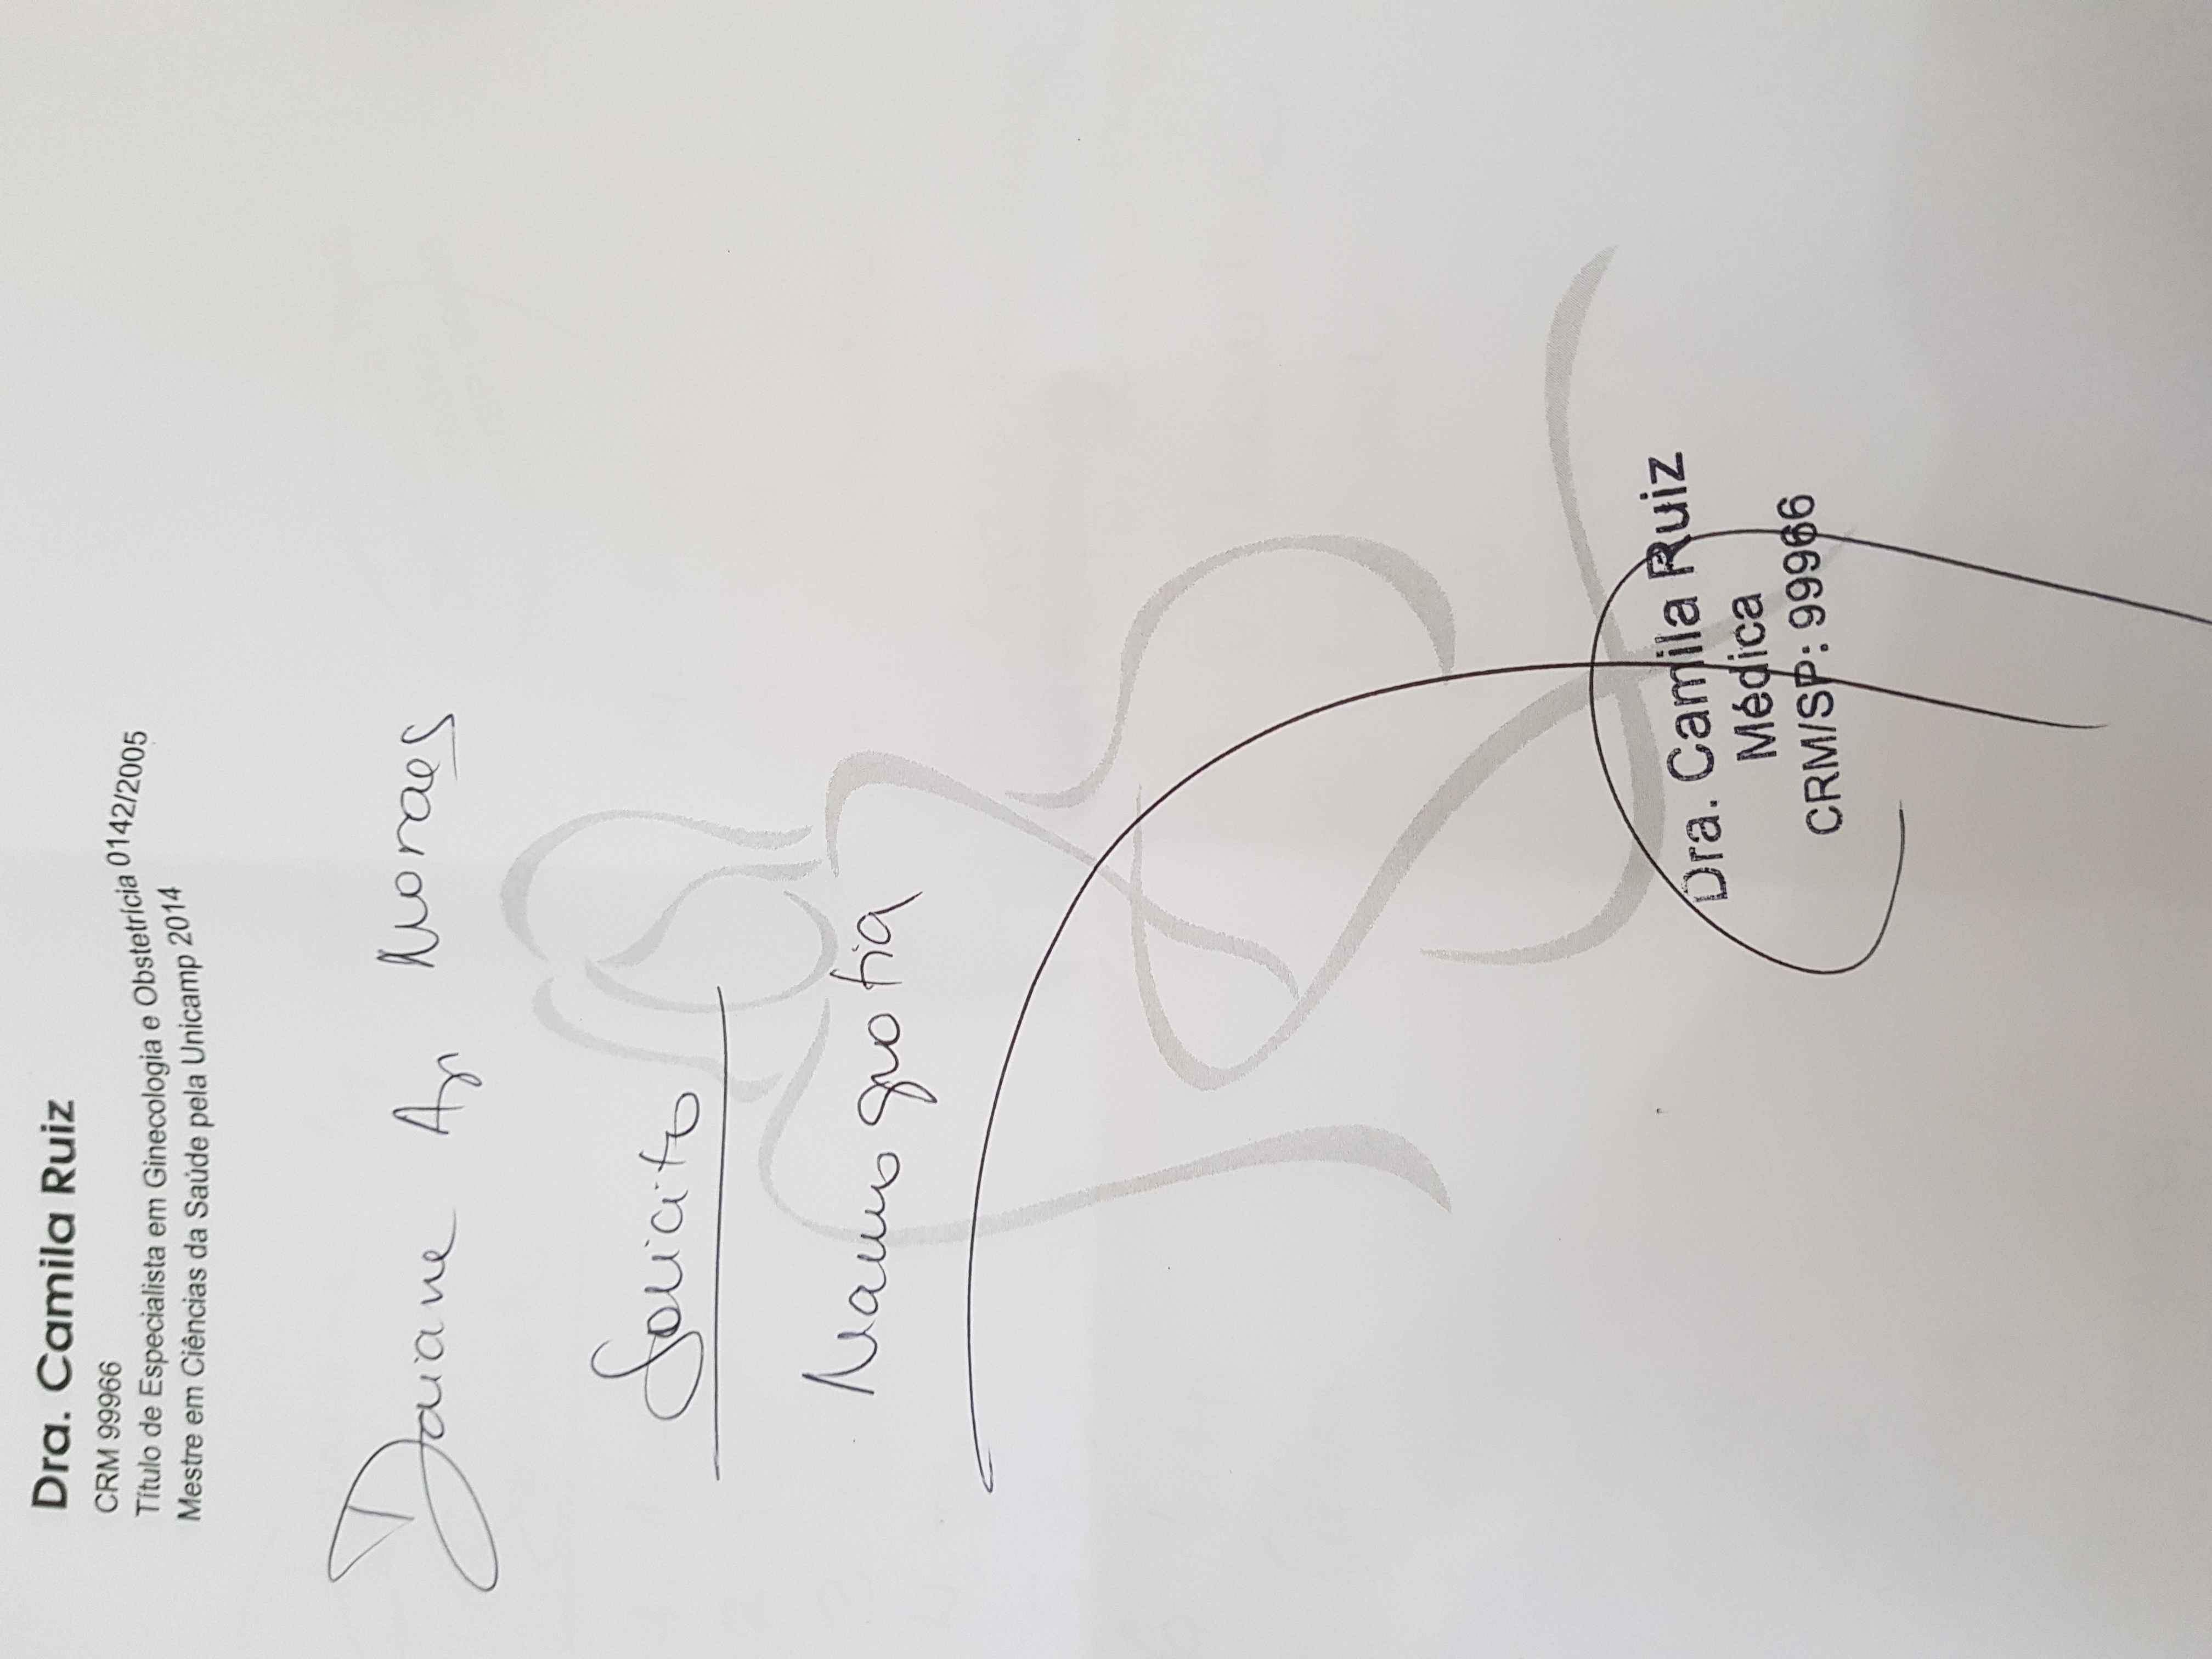 Dra. Camila Ruiz
CRM 99966
Título de Especialista em Ginecologia e Obstetrícia 0142/2005
Mestre em Ciências da Saúde pela Unicamp 2014
Daiane Ap Moraes
Solicito
Mamografia
Dra. Camila Ruiz
Médica
CRM/SP: 99966